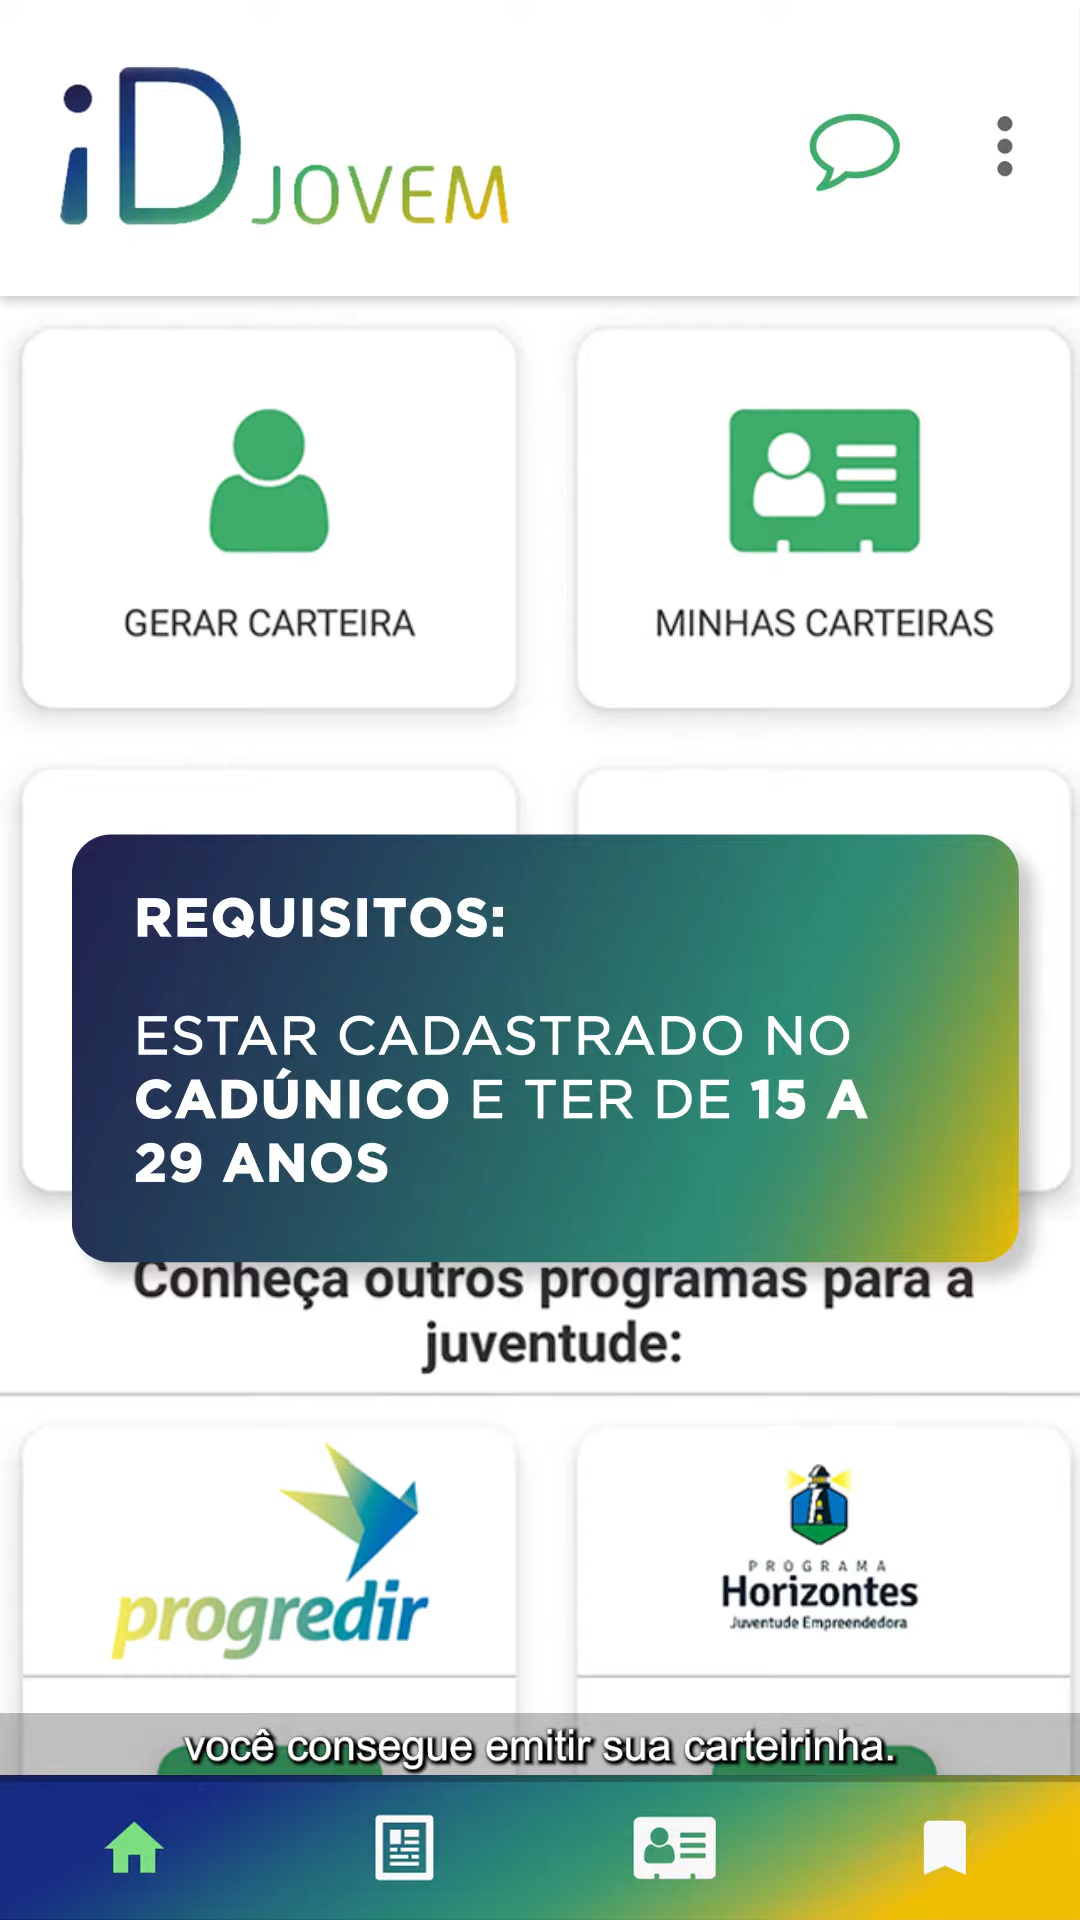 iD JOVEM
GERAR CARTEIRA
MINHAS CARTEIRAS
REQUISITOS:
ESTAR CADASTRADO NO
CADÚNICO E TER DE 15 A
29 ANOS
Conheça outros programas para a
juventude:
progredir
PROGRAMA
Horizontes
Juventude Empreendedora
você consegue emitir sua carteirinha.